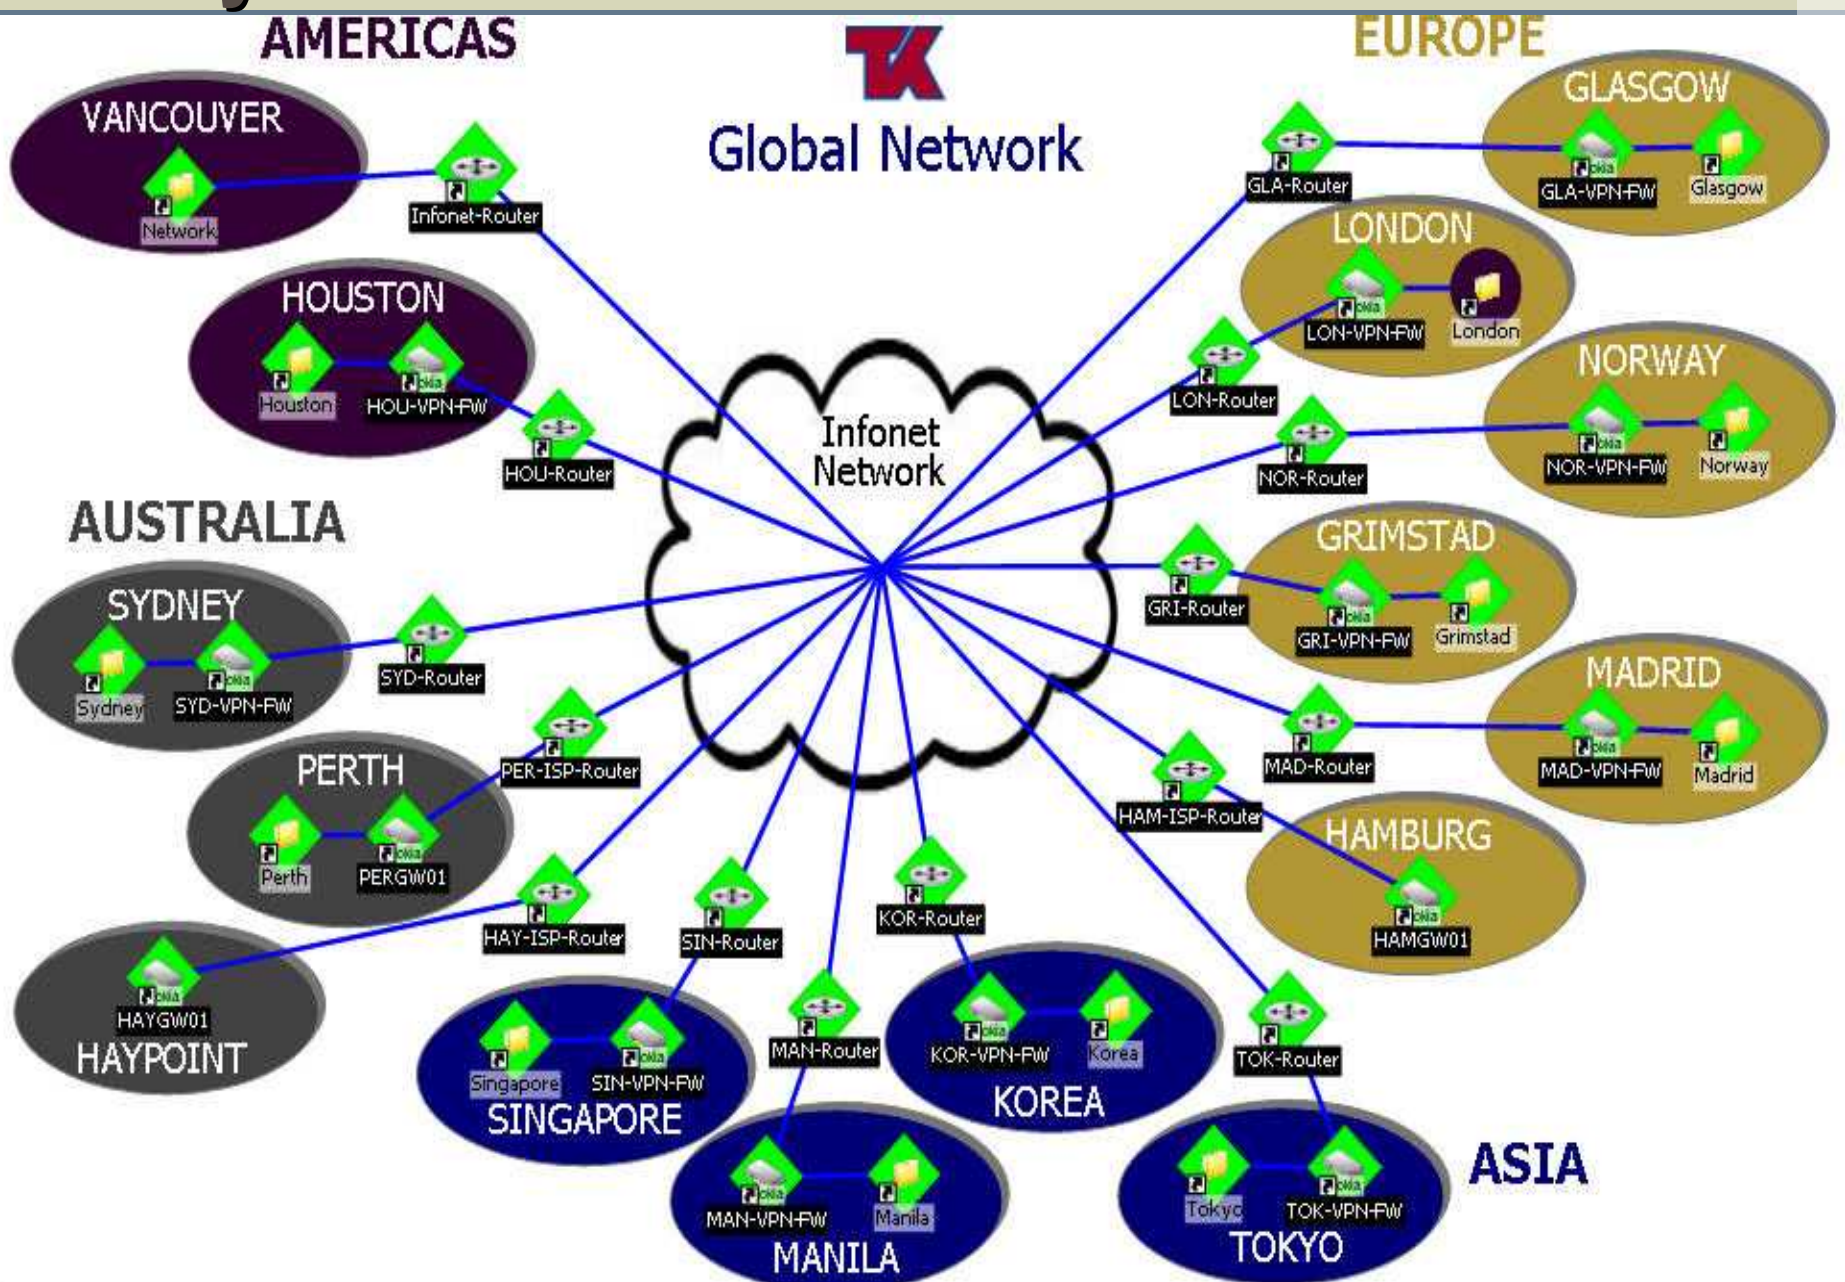 AMERICAS
TK
Global Network
EUROPE
VANCOUVER
Network
Infonet-Router
HOUSTON
Houston
HOU-VPN-FW
HOU-Router
GLASGOW
GLA-Router
GLA-VPN-FW
Glasgow
LONDON
LON-VPN-FW
London
LON-Router
NORWAY
NOR-Router
NOR-VPN-FW
Norway
Infonet
Network
AUSTRALIA
SYDNEY
Sydney
SYD-VPN-FW
SYD-Router
GRIMSTAD
GRI-Router
GRI-VPN-FW
Grimstad
MADRID
MAD-Router
MAD-VPN-FW
Madrid
PERTH
PER-ISP-Router
Perth
PERGW01
HAM-ISP-Router
HAMBURG
HAMGW01
HAY-ISP-Router
HAYGW01
HAYPOINT
SIN-Router
Singapore
SIN-VPN-FW
SINGAPORE
KOR-Router
KOR-VPN-FW
Korea
KOREA
MAN-Router
MAN-VPN-FW
Manila
MANILA
TOK-Router
Tokyo
TOK-VPN-FW
TOKYO
ASIA